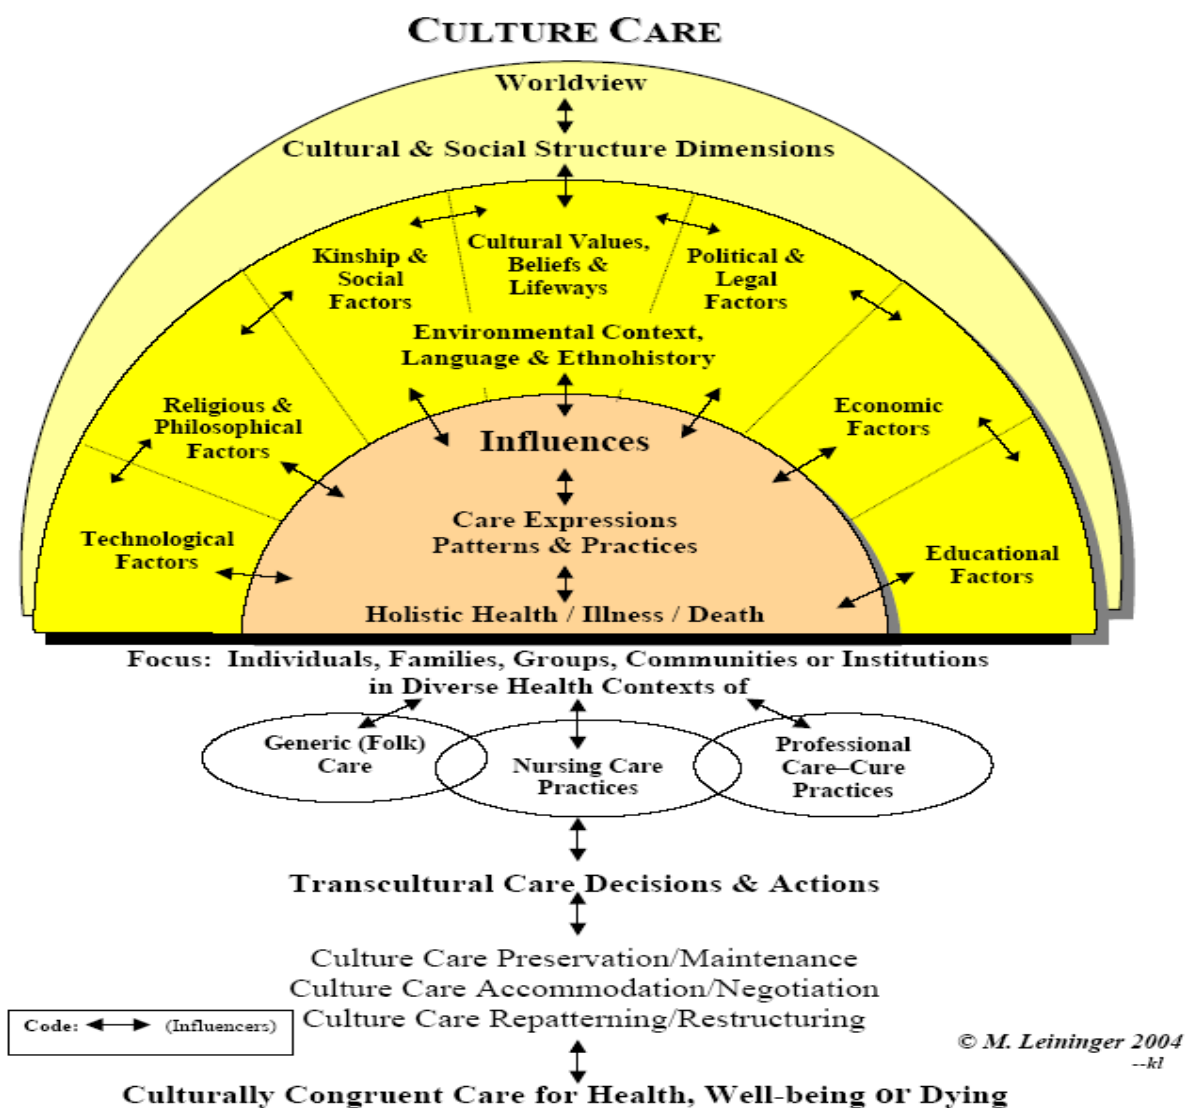 CULTURE CARE
Worldview
Cultural & Social Structure Dimensions
Kinship &
Social
Factors
Cultural Values,
Beliefs &
Lifeways
Political &
Legal
Factors
Environmental Context,
Language & Ethnohistory
Religious &
Philosophical
Factors
Economic
Factors
Influences
Technological
Factors
Care Expressions
Patterns & Practices
Educational
Factors
Holistic Health / Illness / Death
Focus: Individuals, Families, Groups, Communities or Institutions
in Diverse Health Contexts of
Generic (Folk)
Care
Nursing Care
Practices
Professional
Care–Cure
Practices
Transcultural Care Decisions & Actions
Culture Care Preservation/Maintenance
Culture Care Accommodation/Negotiation
Culture Care Repatterning/Restructuring
Code: (Influencers)
© M. Leininger 2004
--kl
Culturally Congruent Care for Health, Well-being or Dying